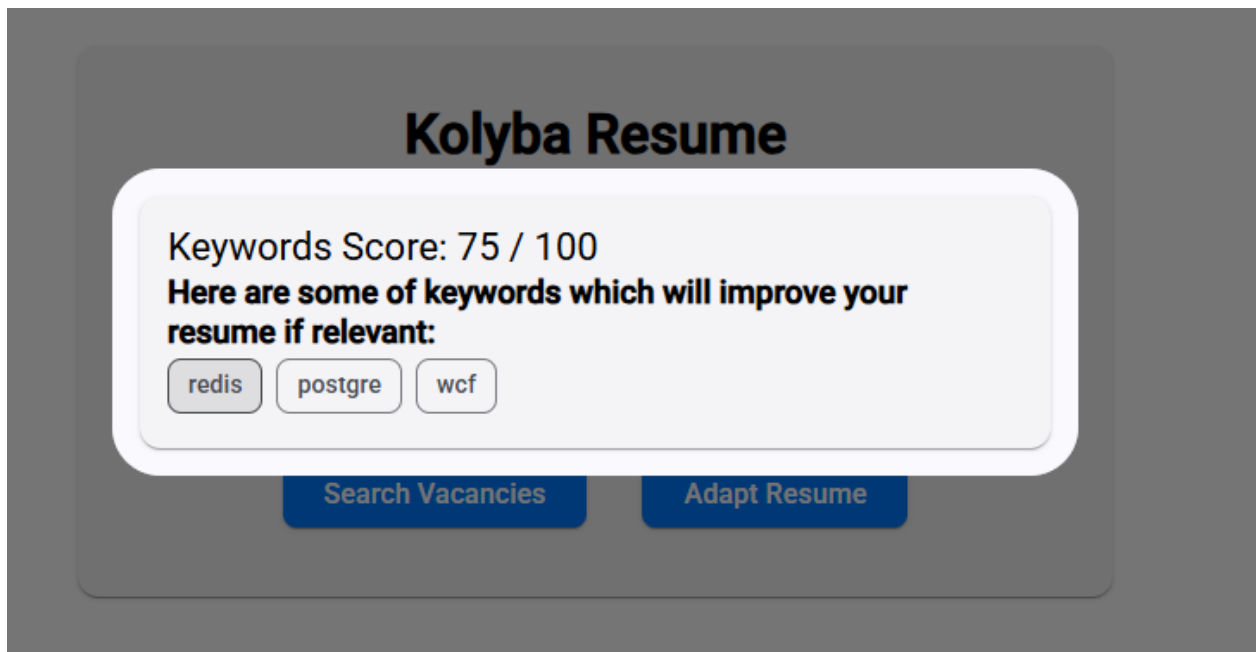 Kolyba Resume
Keywords Score: 75 / 100
Here are some of keywords which will improve your
resume if relevant:
redis postgre wcf
Search Vacancies Adapt Resume